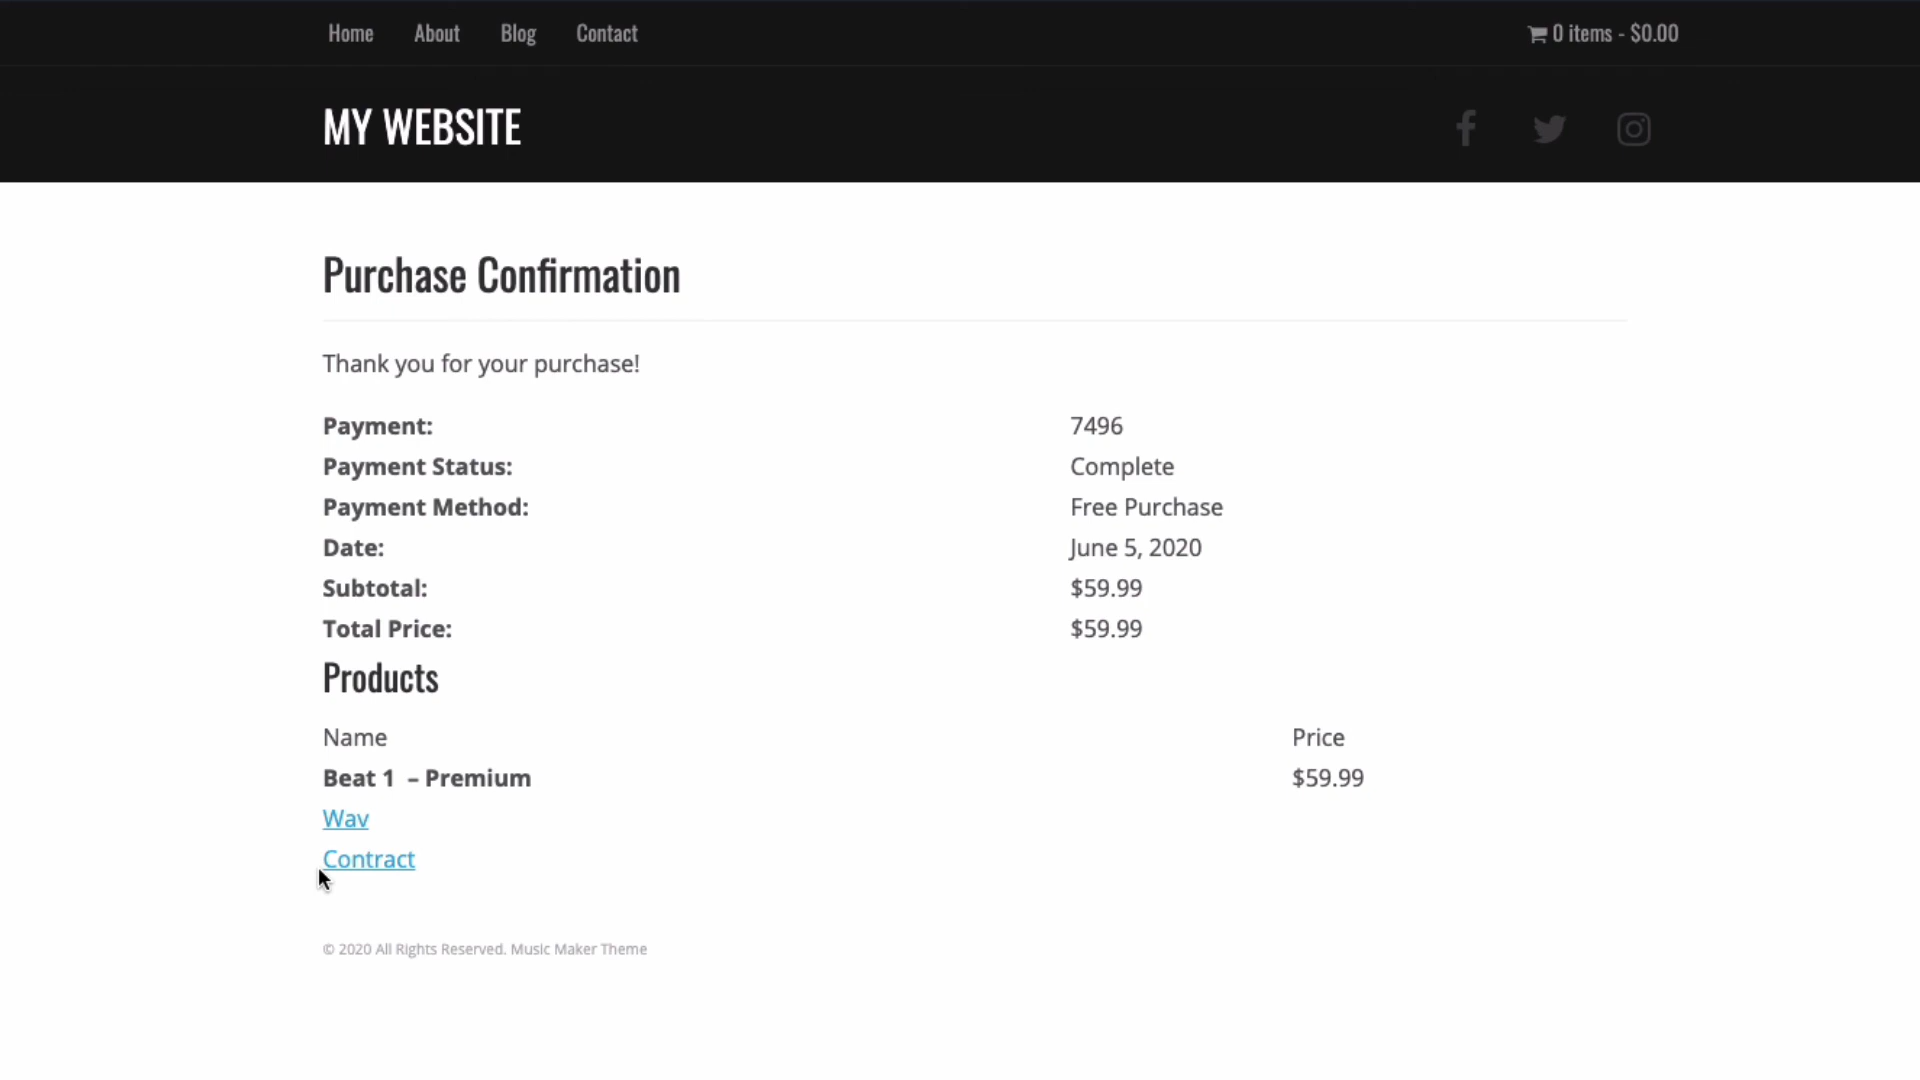 Home About Blog Contact 0 items - $0.00
MY WEBSITE
Purchase Confirmation
Thank you for your purchase!
Payment: 7496
Payment Status: Complete
Payment Method: Free Purchase
Date: June 5, 2020
Subtotal: $59.99
Total Price: $59.99
Products
Name Price
Beat 1 – Premium $59.99
Wav
Contract
© 2020 All Rights Reserved. Music Maker Theme